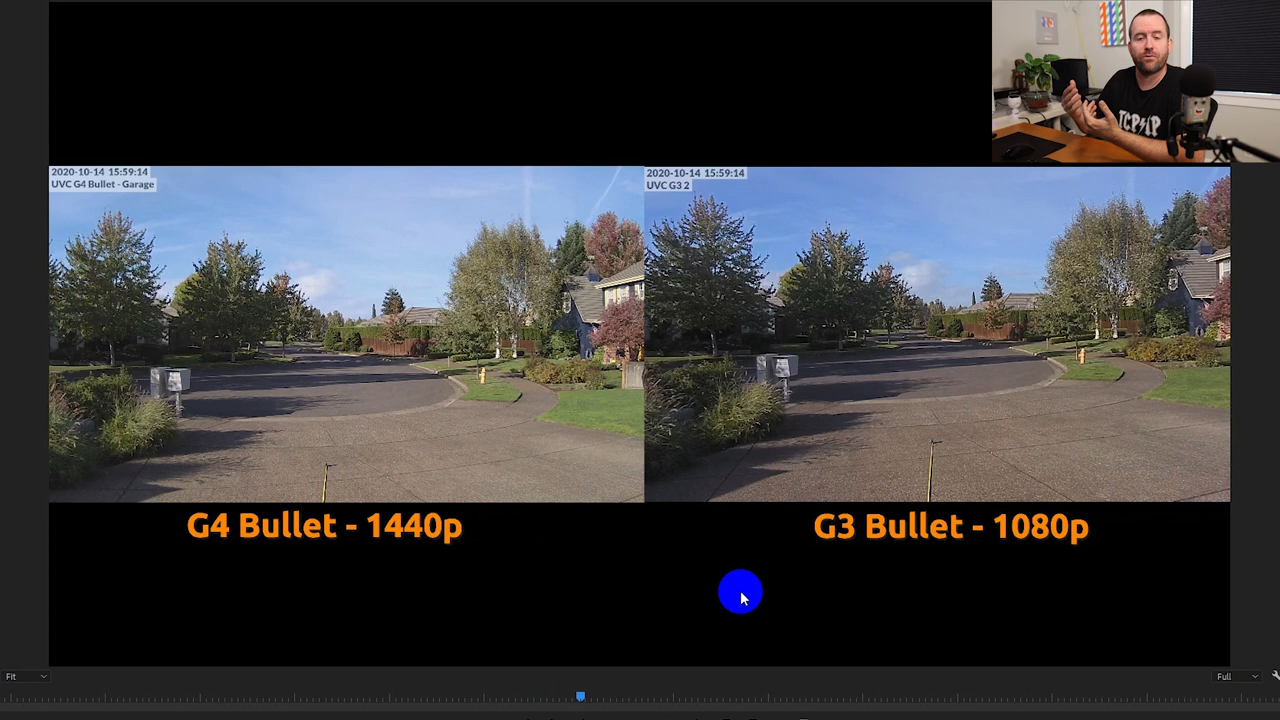 TCP/IP
2020-10-14 15:59:14
UVC G4 Bullet - Garage
2020-10-14 15:59:14
UVC G3 2
G4 Bullet - 1440p
G3 Bullet - 1080p
Fit
Full